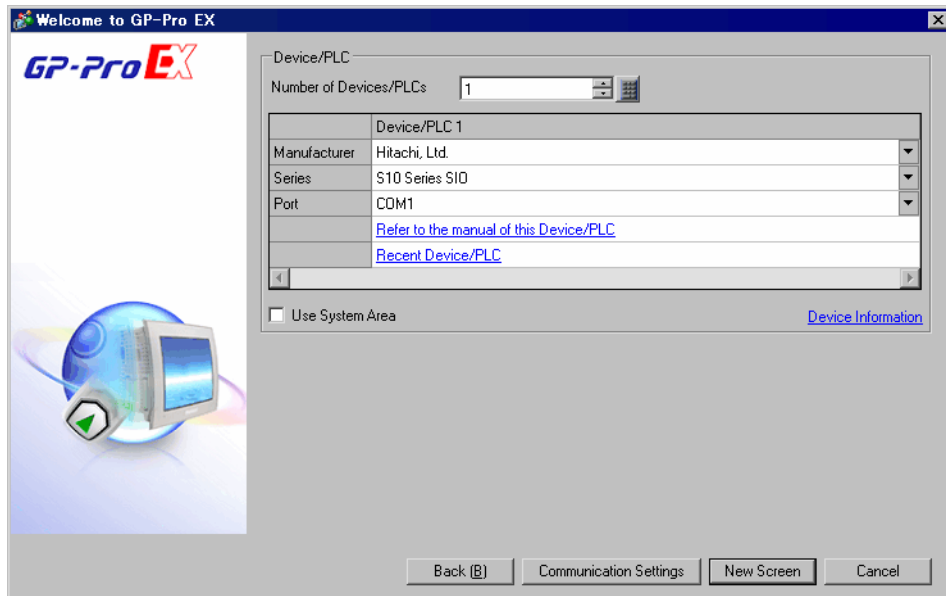 Welcome to GP-Pro EX
GP-Pro EX
Device/PLC
Number of Devices/PLCs 1
Device/PLC 1
Manufacturer Hitachi, Ltd.
Series S10 Series SIO
Port COM1
Refer to the manual of this Device/PLC
Recent Device/PLC
Use System Area Device Information
Back (B) Communication Settings New Screen Cancel